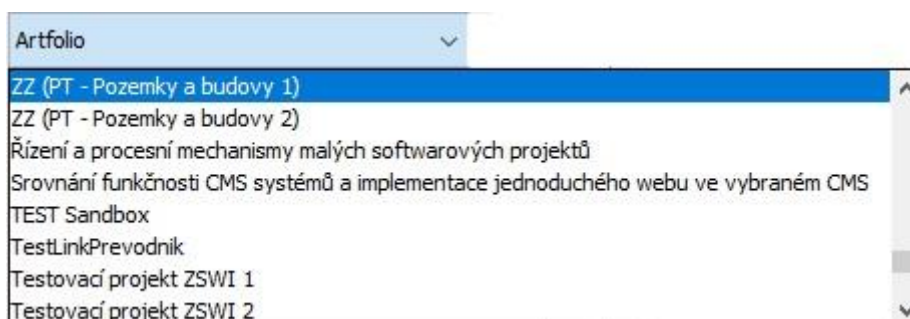 Artfolio
ZZ (PT - Pozemky a budovy 1)
ZZ (PT - Pozemky a budovy 2)
Řízení a procesní mechanismy malých softwarových projektů
Srovnání funkčnosti CMS systémů a implementace jednoduchého webu ve vybraném CMS
TEST Sandbox
TestLinkPrevodnik
Testovací projekt ZSWI 1
Testovací projekt ZSWI 2